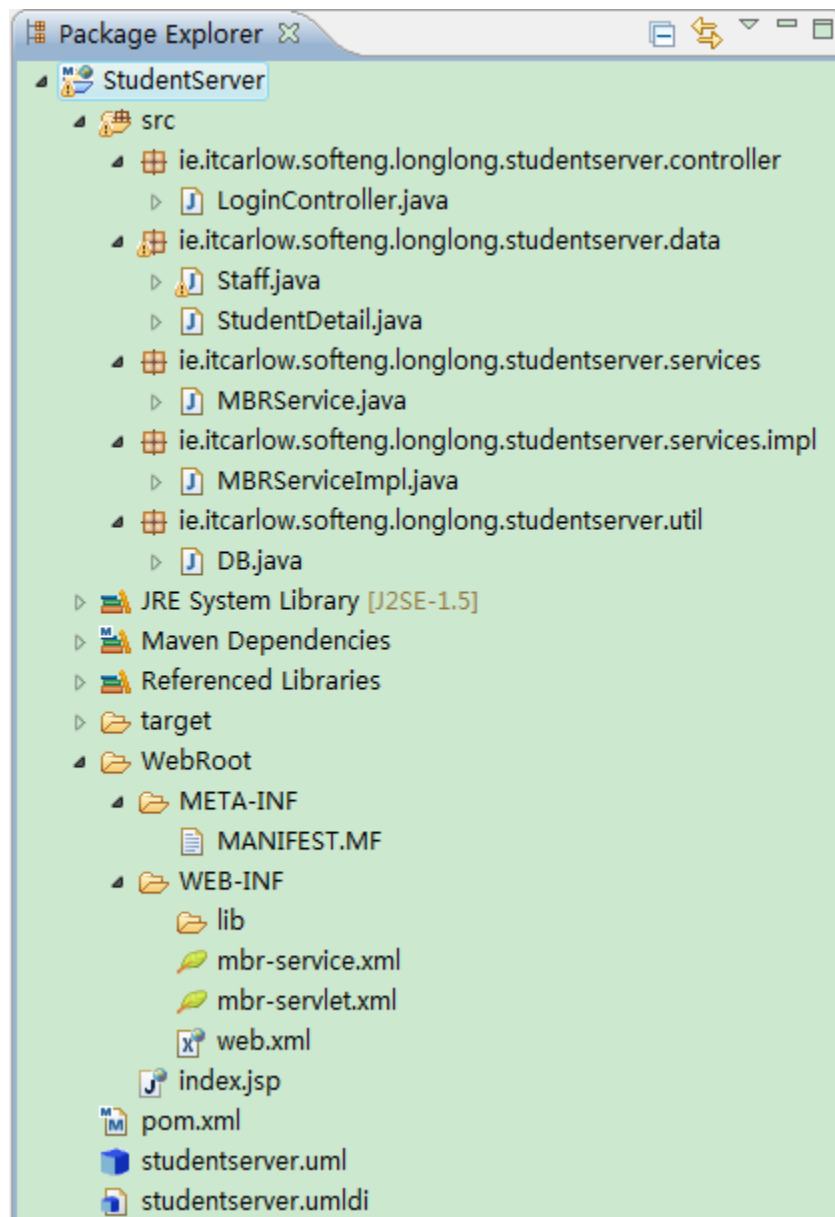 Package Explorer
StudentServer
src
ie.itcarlow.softeng.longlong.studentserver.controller
LoginController.java
ie.itcarlow.softeng.longlong.studentserver.data
Staff.java
StudentDetail.java
ie.itcarlow.softeng.longlong.studentserver.services
MBRService.java
ie.itcarlow.softeng.longlong.studentserver.services.impl
MBRServiceImpl.java
ie.itcarlow.softeng.longlong.studentserver.util
DB.java
JRE System Library [J2SE-1.5]
Maven Dependencies
Referenced Libraries
target
WebRoot
META-INF
MANIFEST.MF
WEB-INF
lib
mbr-service.xml
mbr-servlet.xml
web.xml
index.jsp
pom.xml
studentserver.uml
studentserver.umldi